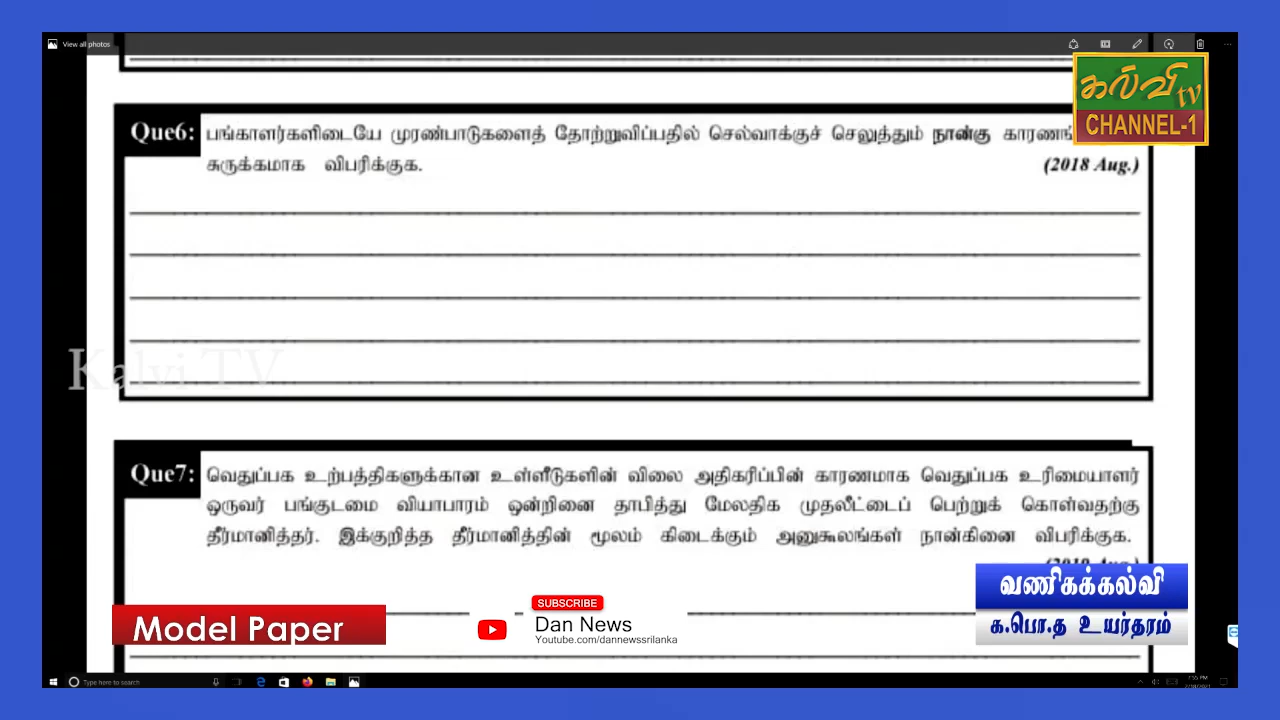 View all photos
கல்வி tv
CHANNEL-1
Que6: பங்காளர்களிடையே முரண்பாடுகளைத் தோற்றுவிப்பதில் செல்வாக்குச் செலுத்தும் நான்கு
சுருக்கமாக விபரிக்குக. (2018 Aug.)
Kalvi TV
Que7: வெதுப்பக உற்பத்திகளுக்கான உள்ளீடுகளின் விலை அதிகரிப்பின் காரணமாக வெதுப்பக உரிமையாளர்
ஒருவர் பங்குடமை வியாபாரம் ஒன்றினை தாபித்து மேலதிக முதலீட்டைப் பெற்றுக் கொள்வதற்கு
தீர்மானித்தர். இக்குறித்த தீர்மானித்தின் மூலம் கிடைக்கும் அனுகூலங்கள் நான்கினை விபரிக்குக.
வணிகக்கல்வி
க.பொ.த உயர்தரம்
Model Paper
SUBSCRIBE
Dan News
Youtube.com/dannewssrilanka
Type here to search
7:55 PM